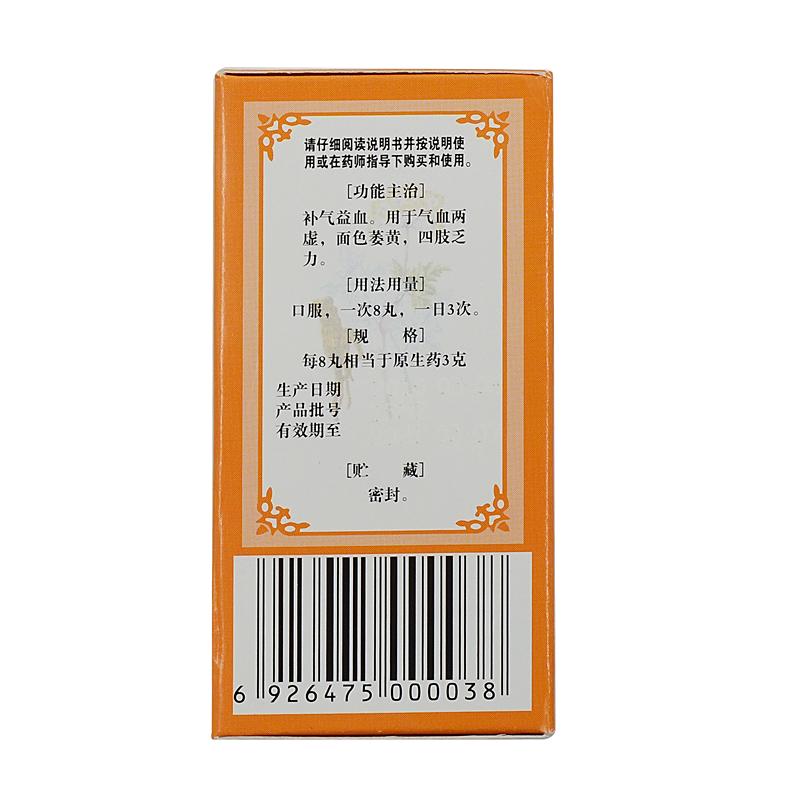 请仔细阅读说明书并按说明使
用或在药师指导下购买和使用。
[功能主治]
补气益血。用于气血两
虚，面色萎黄，四肢乏
力。
[用法用量]
口服，一次8丸，一日3次。
[规　　格]
每8丸相当于原生药3克
生产日期
产品批号
有效期至
[贮　　藏]
密封。
6 926475 000038